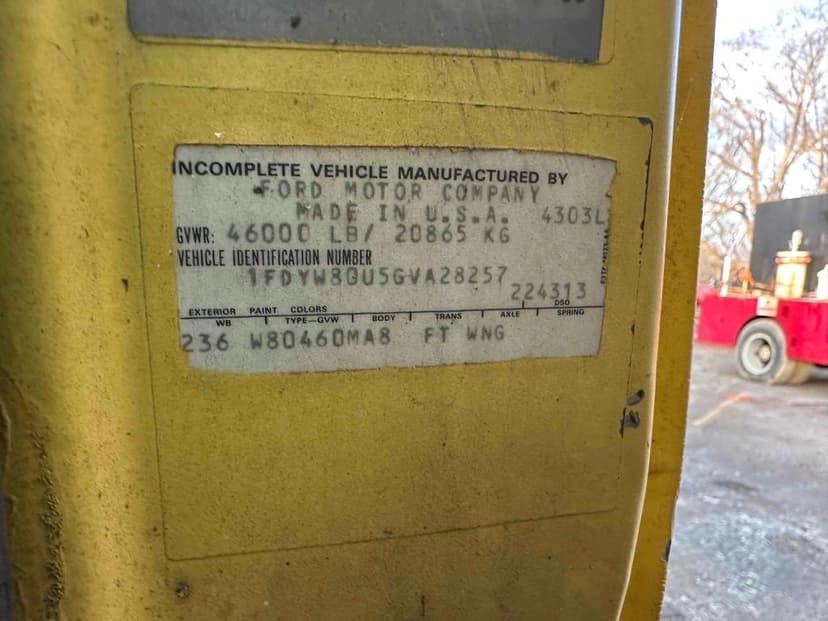 INCOMPLETE VEHICLE MANUFACTURED BY
FORD MOTOR COMPANY
MADE IN U.S.A. 4303L
GVWR: 46000 LB/ 20865 KG
VEHICLE IDENTIFICATION NUMBER
1FDYW80U5GVA28257
224313
EXTERIOR PAINT COLORS DSO
WB TYPE-GVW BODY TRANS AXLE SPRING
236 W80460MA8 FT WNG